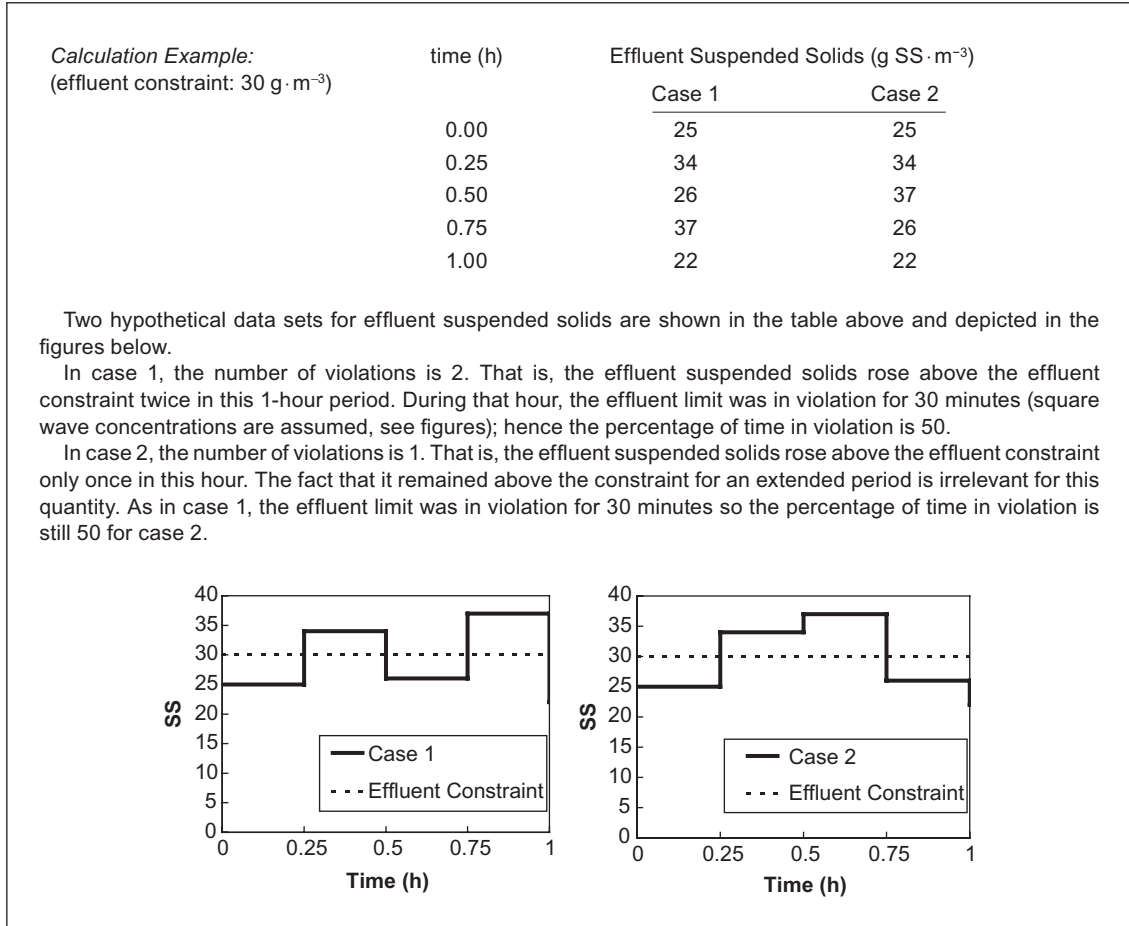 Calculation Example: time (h) Effluent Suspended Solids (g SS·m⁻³)
(effluent constraint: 30 g·m⁻³)
Case 1 Case 2
0.00 25 25
0.25 34 34
0.50 26 37
0.75 37 26
1.00 22 22
Two hypothetical data sets for effluent suspended solids are shown in the table above and depicted in the
figures below.
In case 1, the number of violations is 2. That is, the effluent suspended solids rose above the effluent
constraint twice in this 1-hour period. During that hour, the effluent limit was in violation for 30 minutes (square
wave concentrations are assumed, see figures); hence the percentage of time in violation is 50.
In case 2, the number of violations is 1. That is, the effluent suspended solids rose above the effluent constraint
only once in this hour. The fact that it remained above the constraint for an extended period is irrelevant for this
quantity. As in case 1, the effluent limit was in violation for 30 minutes so the percentage of time in violation is
still 50 for case 2.
40
35
30
25
20
15
10
5
0
SS
Case 1
Effluent Constraint
0 0.25 0.5 0.75 1
Time (h)
40
35
30
25
20
15
10
5
0
SS
Case 2
Effluent Constraint
0 0.25 0.5 0.75 1
Time (h)